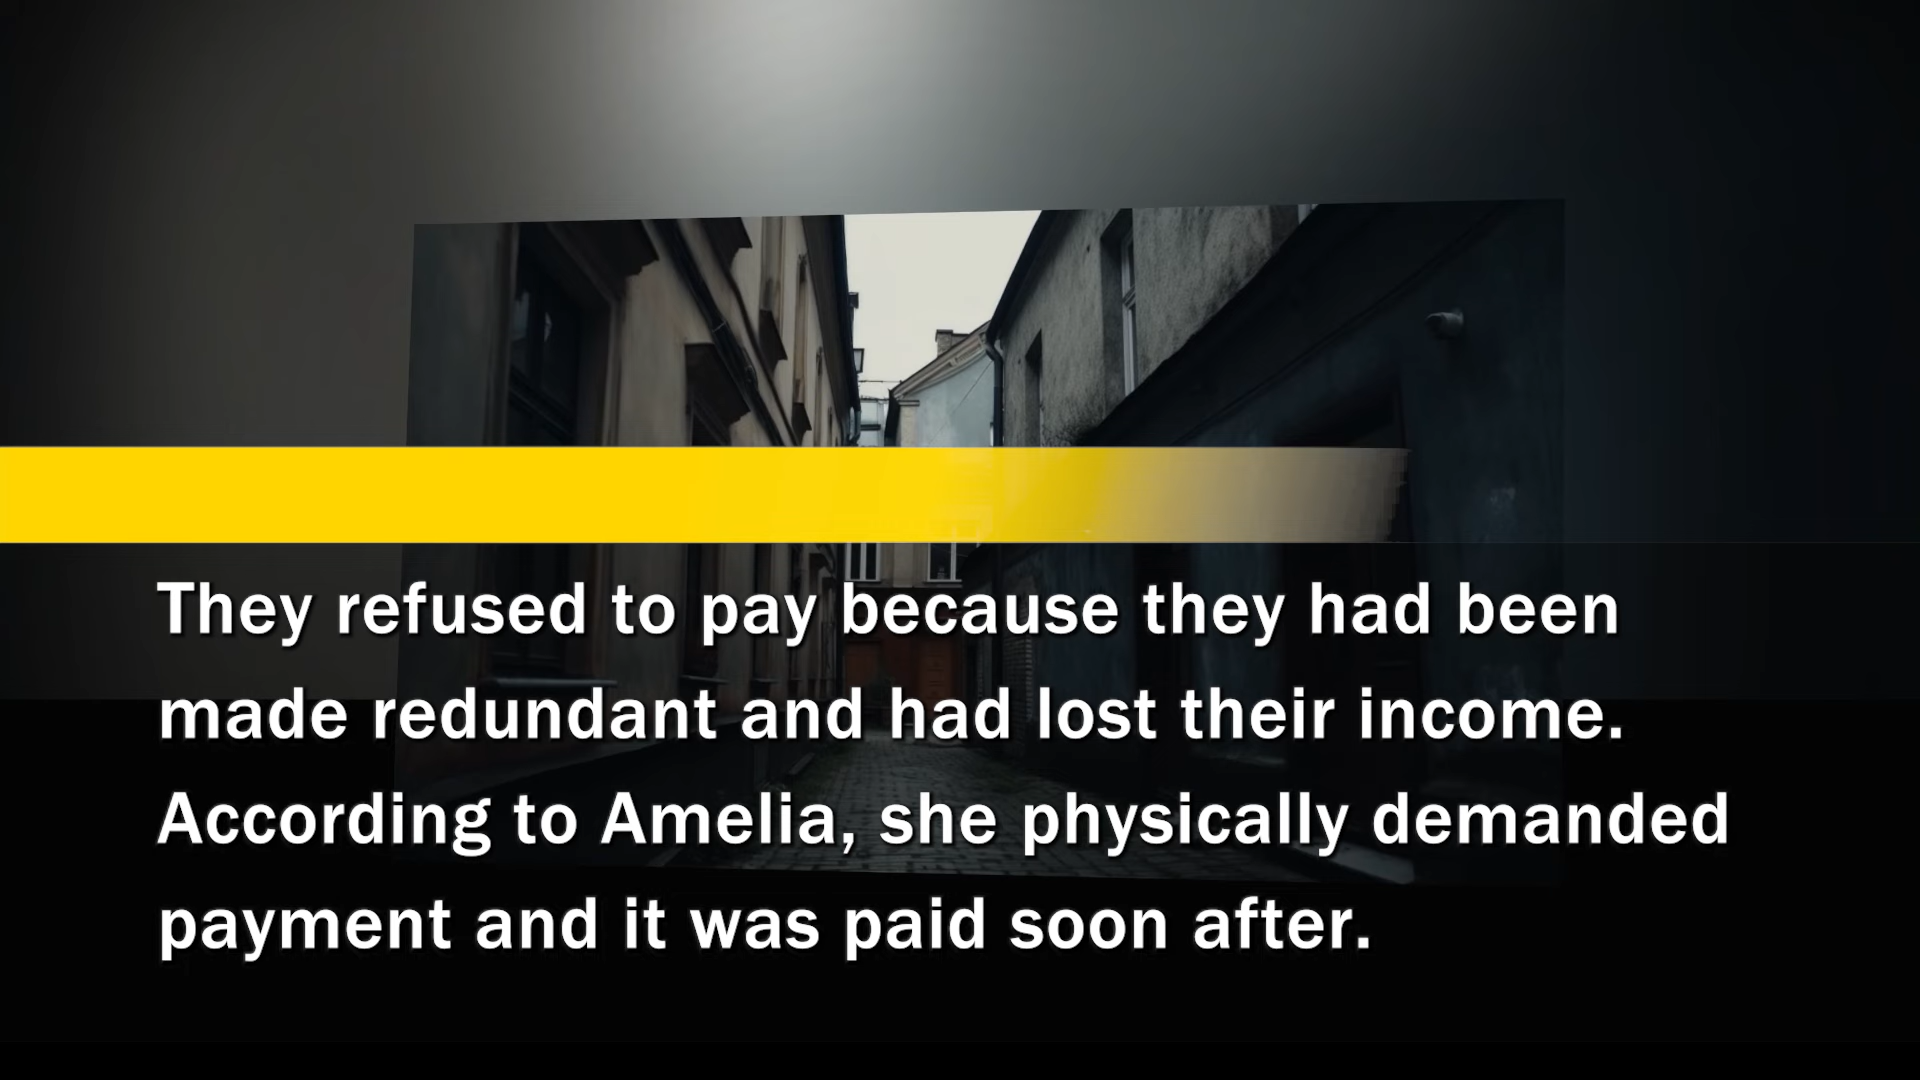 They refused to pay because they had been
made redundant and had lost their income.
According to Amelia, she physically demanded
payment and it was paid soon after.